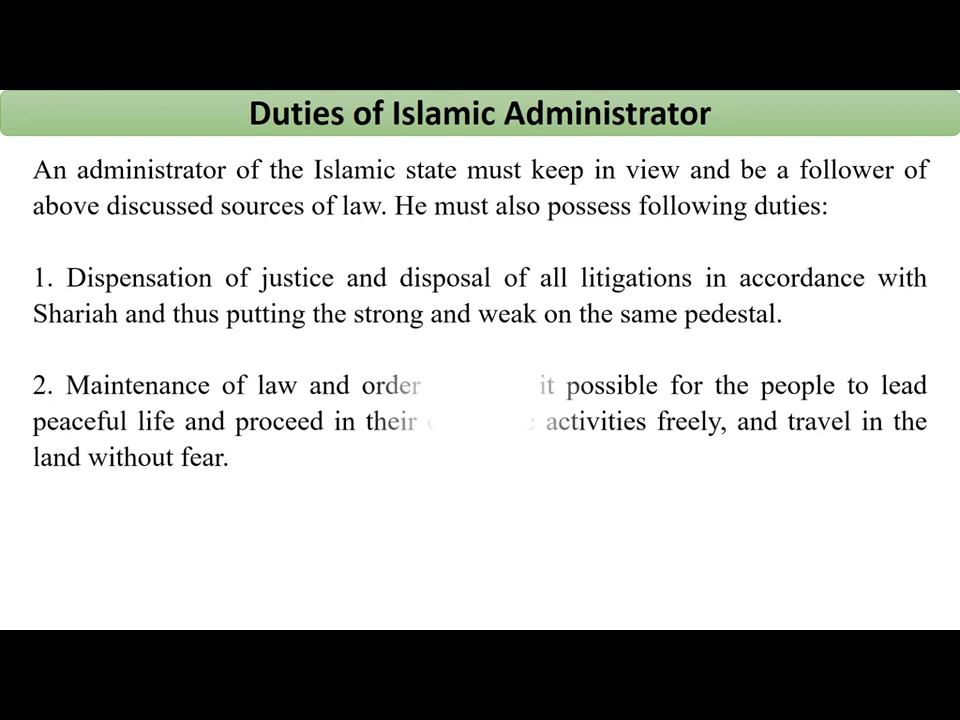 Duties of Islamic Administrator
An administrator of the Islamic state must keep in view and be a follower of
above discussed sources of law. He must also possess following duties:
1. Dispensation of justice and disposal of all litigations in accordance with
Shariah and thus putting the strong and weak on the same pedestal.
2. Maintenance of law and order it possible for the people to lead
peaceful life and proceed in their activities freely, and travel in the
land without fear.